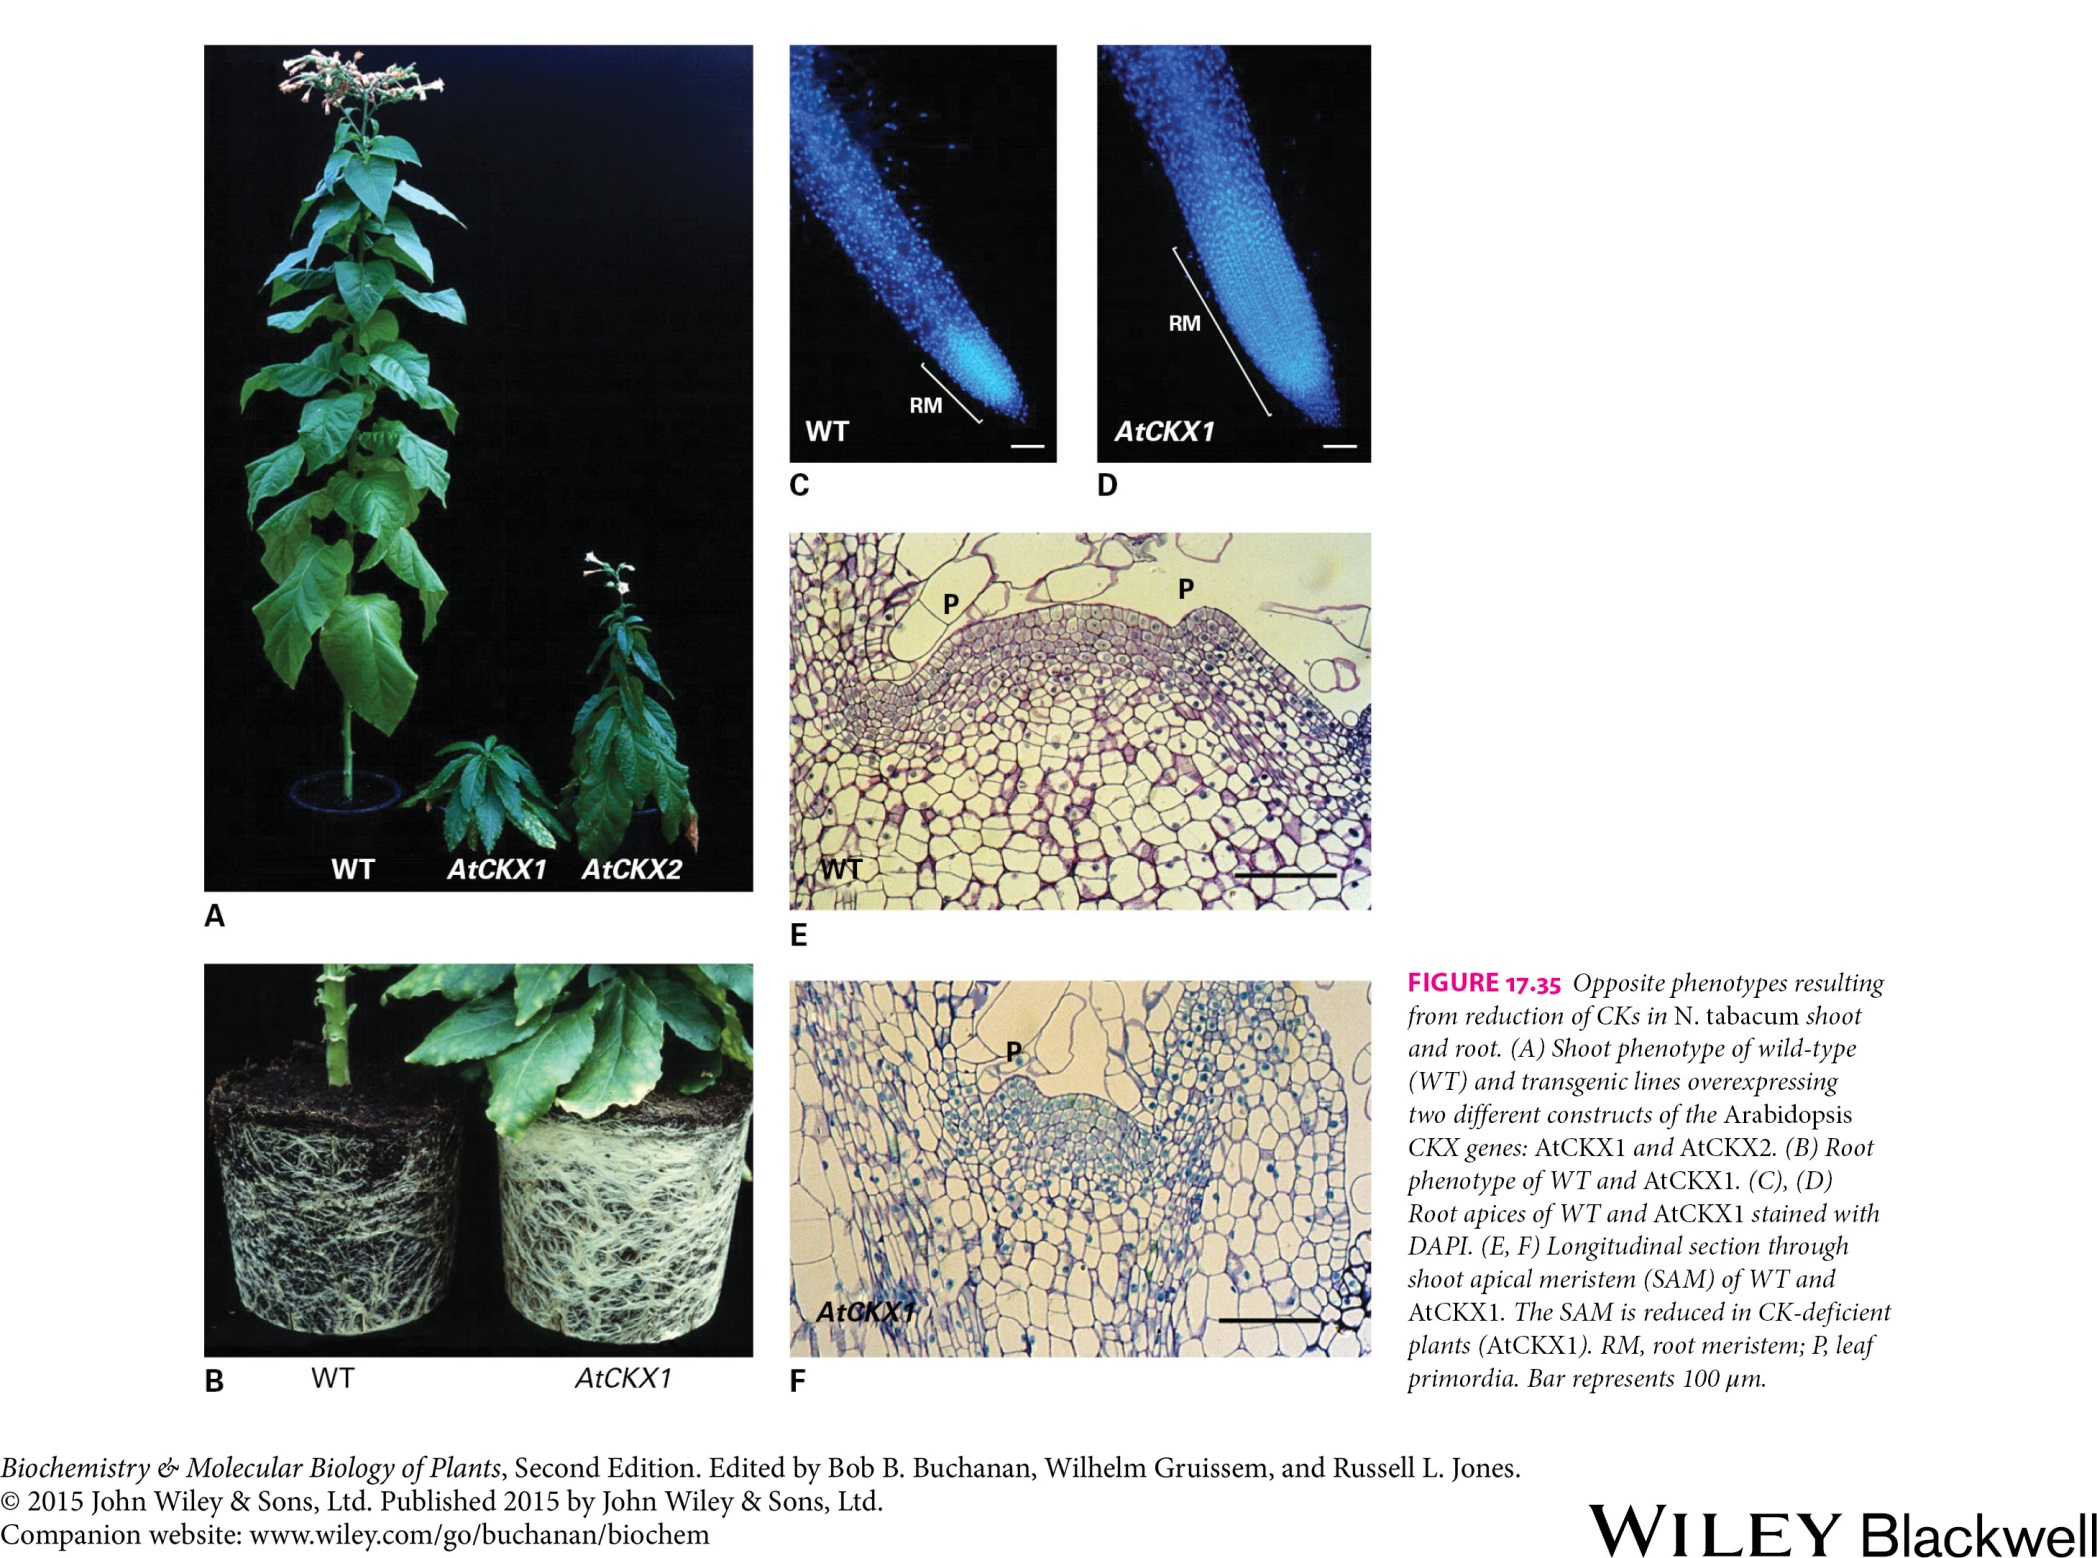 WT
AtCKX1
AtCKX2
A
WT
AtCKX1
B
RM
WT
C
RM
AtCKX1
D
P
P
WT
E
P
AtCKX1
F
FIGURE 17.35 Opposite phenotypes resulting
from reduction of CKs in N. tabacum shoot
and root. (A) Shoot phenotype of wild-type
(WT) and transgenic lines overexpressing
two different constructs of the Arabidopsis
CKX genes: AtCKX1 and AtCKX2. (B) Root
phenotype of WT and AtCKX1. (C), (D)
Root apices of WT and AtCKX1 stained with
DAPI. (E, F) Longitudinal section through
shoot apical meristem (SAM) of WT and
AtCKX1. The SAM is reduced in CK-deficient
plants (AtCKX1). RM, root meristem; P, leaf
primordia. Bar represents 100 µm.
Biochemistry & Molecular Biology of Plants, Second Edition. Edited by Bob B. Buchanan, Wilhelm Gruissem, and Russell L. Jones.
© 2015 John Wiley & Sons, Ltd. Published 2015 by John Wiley & Sons, Ltd.
Companion website: www.wiley.com/go/buchanan/biochem
WILEY Blackwell